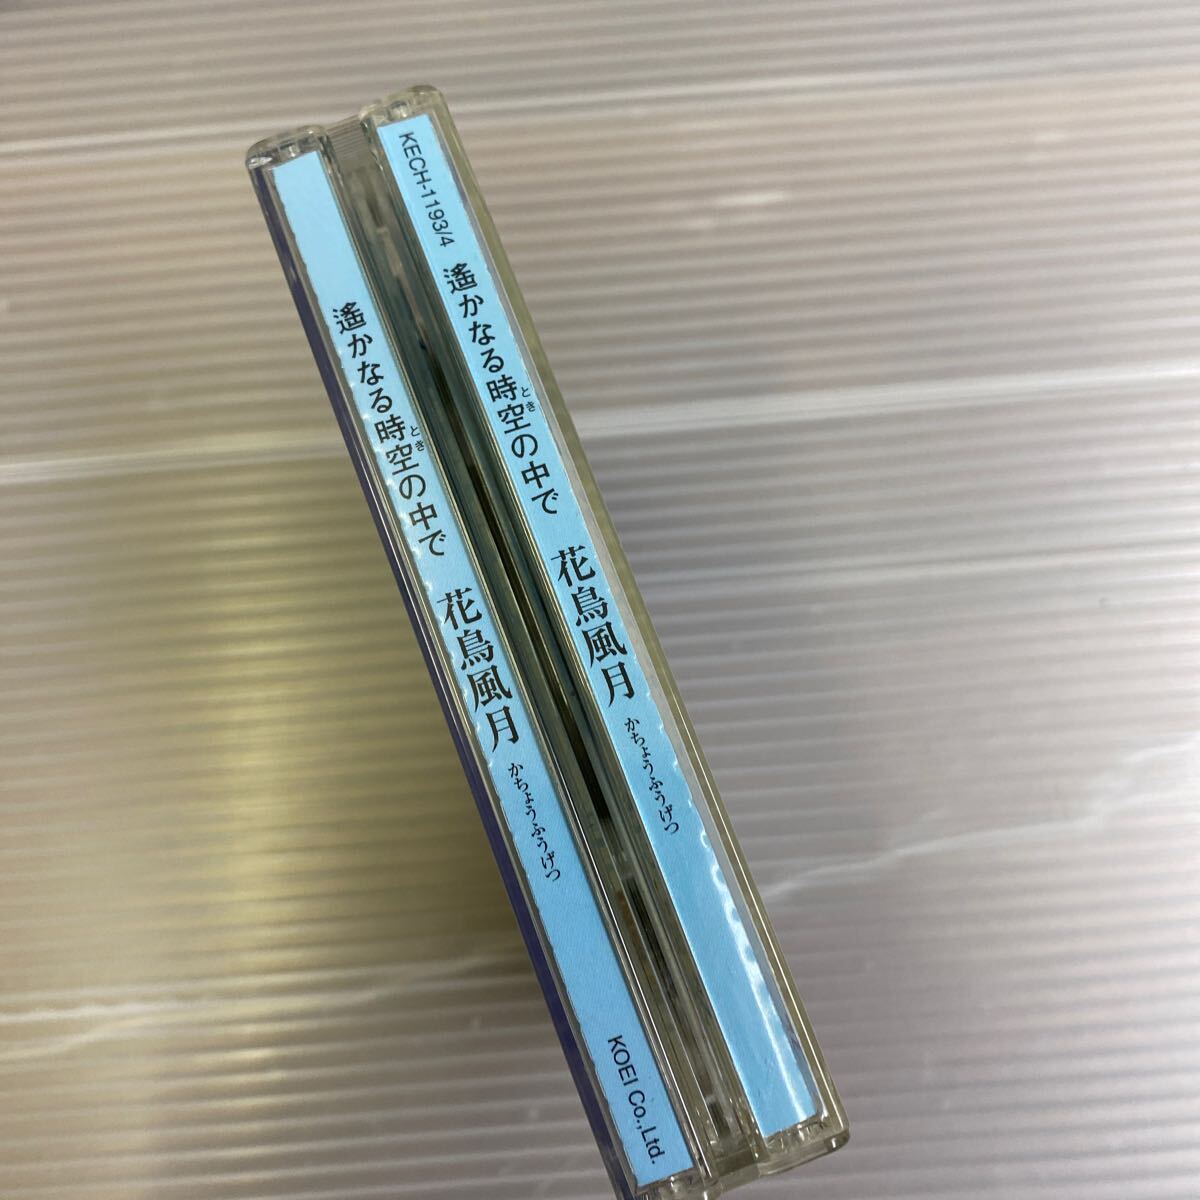 KECH-1193/4 遙かなる時空の中で 花鳥風月 かちょうふうげつ
とき
遙かなる時空の中で 花鳥風月 かちょうふうげつ KOEI Co.,Ltd.
とき